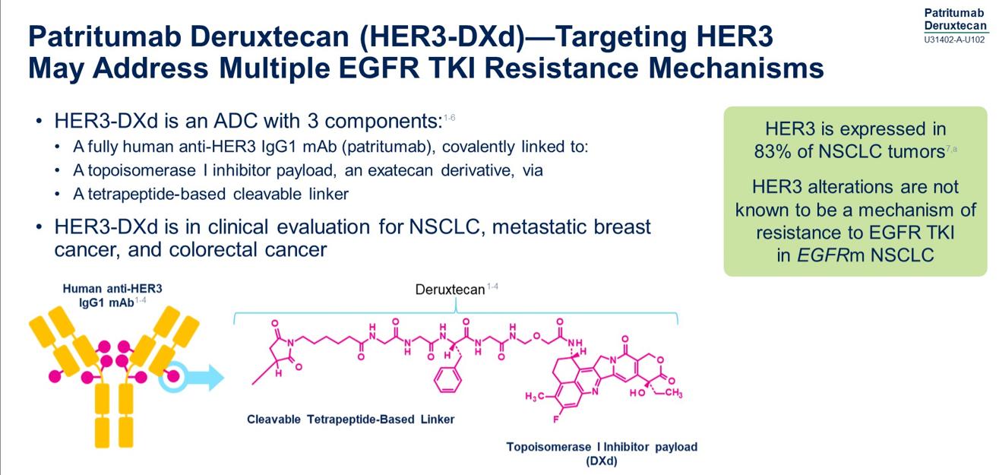 Patritumab Deruxtecan (HER3-DXd)—Targeting HER3
May Address Multiple EGFR TKI Resistance Mechanisms
Patritumab
Deruxtecan
U31402-A-U102
• HER3-DXd is an ADC with 3 components:1-6
• A fully human anti-HER3 IgG1 mAb (patritumab), covalently linked to:
• A topoisomerase I inhibitor payload, an exatecan derivative, via
• A tetrapeptide-based cleavable linker
• HER3-DXd is in clinical evaluation for NSCLC, metastatic breast
cancer, and colorectal cancer
HER3 is expressed in
83% of NSCLC tumors7,a
HER3 alterations are not
known to be a mechanism of
resistance to EGFR TKI
in EGFRm NSCLC
Human anti-HER3
IgG1 mAb1-4
Deruxtecan1-4
O N O H
H N O N H O H N H O N H O H N O O NH
H
O N O O N HO CH3
H3C F
Cleavable Tetrapeptide-Based Linker
Topoisomerase I Inhibitor payload
(DXd)